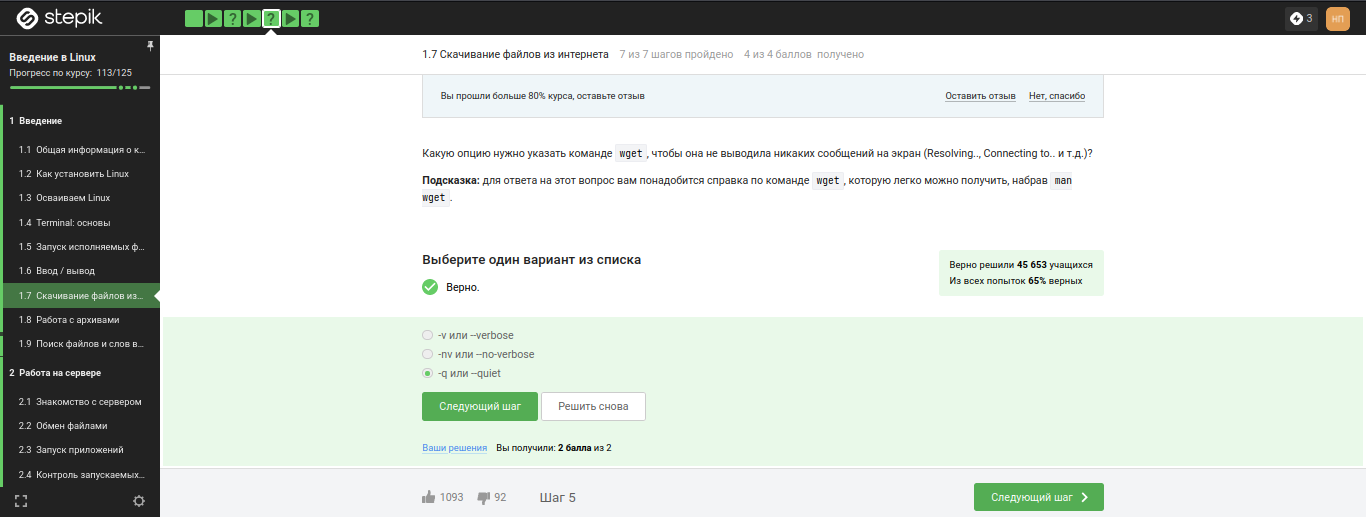 stepik
?
?
?
3
НП
Введение в Linux
Прогресс по курсу: 113/125
1 Введение
1.1 Общая информация о к...
1.2 Как установить Linux
1.3 Осваиваем Linux
1.4 Terminal: основы
1.5 Запуск исполняемых ф...
1.6 Ввод / вывод
1.7 Скачивание файлов из...
1.8 Работа с архивами
1.9 Поиск файлов и слов в...
2 Работа на сервере
2.1 Знакомство с сервером
2.2 Обмен файлами
2.3 Запуск приложений
2.4 Контроль запускаемых...
1.7 Скачивание файлов из интернета 7 из 7 шагов пройдено 4 из 4 баллов получено
Вы прошли больше 80% курса, оставьте отзыв Оставить отзыв Нет, спасибо
Какую опцию нужно указать команде wget, чтобы она не выводила никаких сообщений на экран (Resolving.., Connecting to.. и т.д.)?
Подсказка: для ответа на этот вопрос вам понадобится справка по команде wget, которую легко можно получить, набрав man
wget.
Выберите один вариант из списка
Верно.
Верно решили 45 653 учащихся
Из всех попыток 65% верных
-v или --verbose
-nv или --no-verbose
-q или --quiet
Следующий шаг Решить снова
Ваши решения Вы получили: 2 балла из 2
1093 92 Шаг 5 Следующий шаг